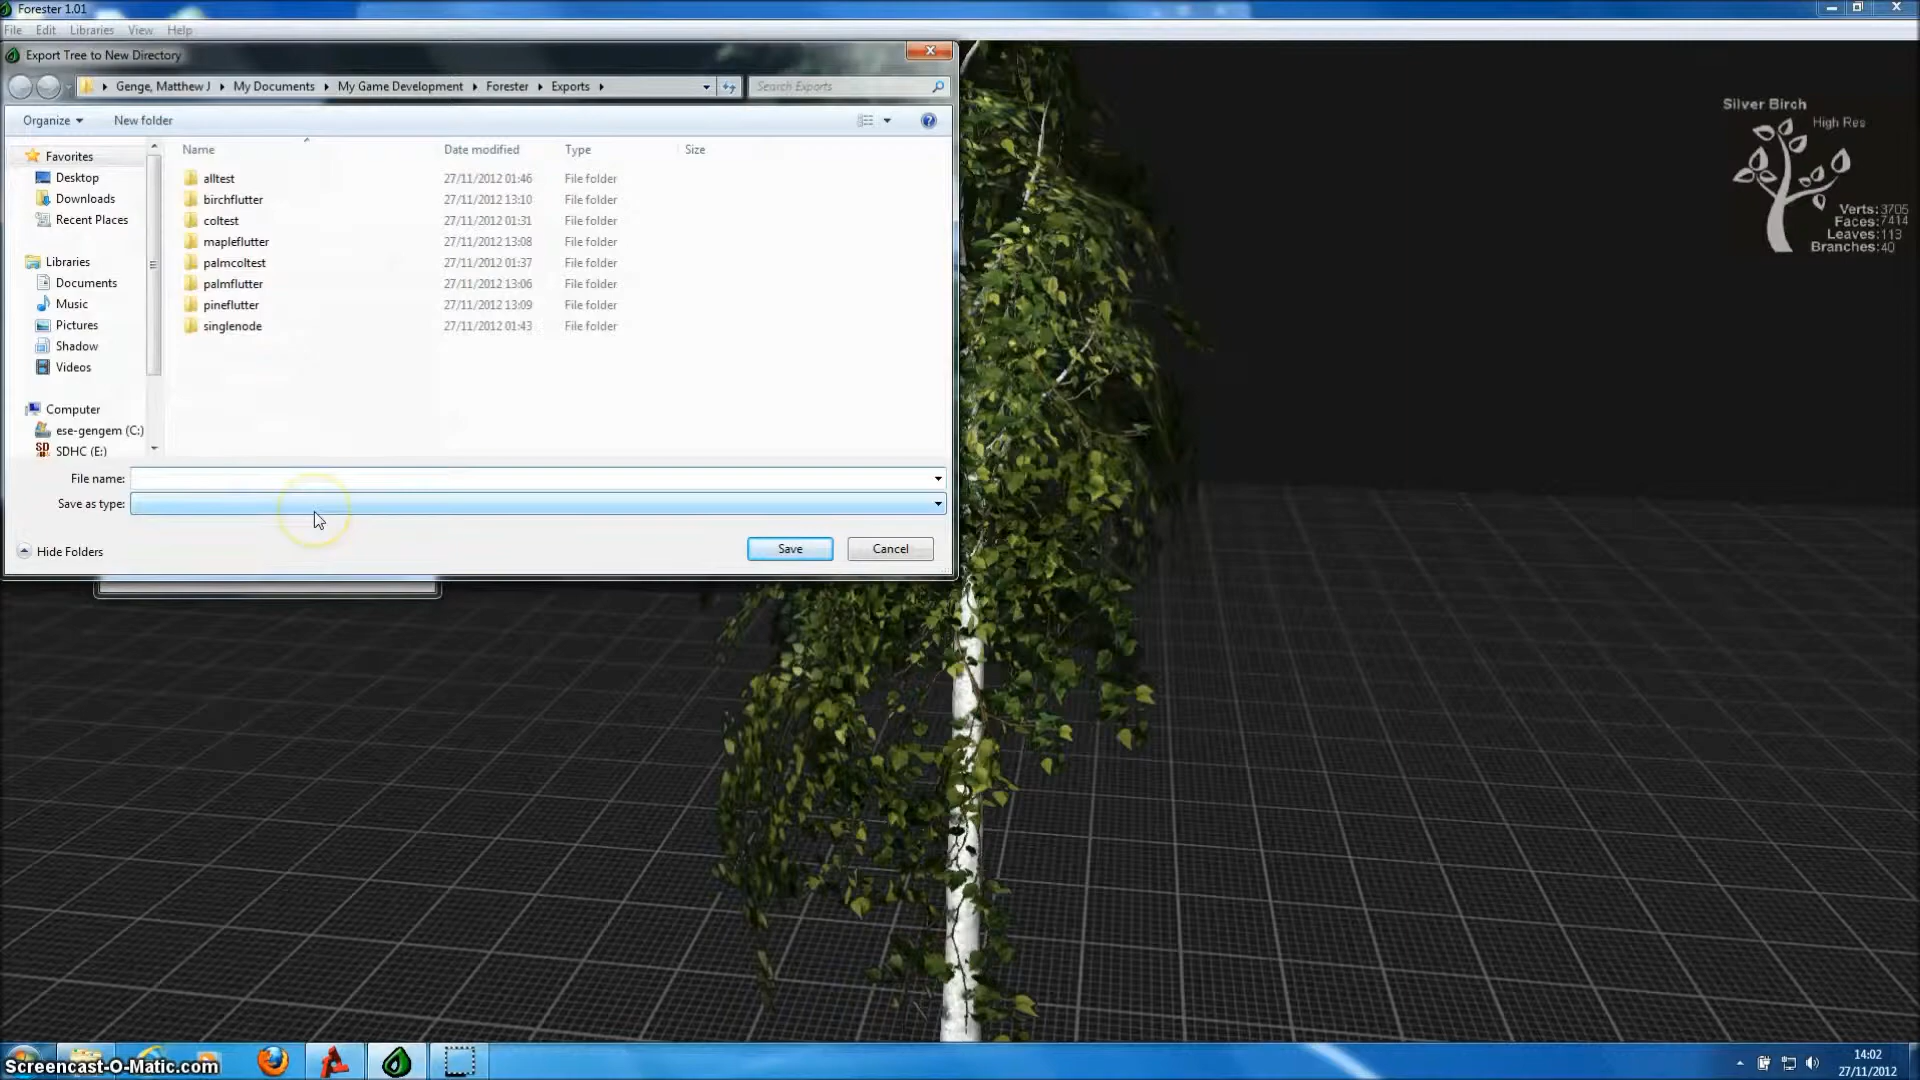 Forester 1.01
File Edit Libraries View Help
Export Tree to New Directory
Genge, Matthew J My Documents My Game Development Forester Exports
Search Exports
Organize New folder
Name Date modified Type Size
Favorites
Desktop
Downloads
Recent Places
Libraries
Documents
Music
Pictures
Shadow
Videos
Computer
ese-gengem (C:)
SDHC (E:)
alltest 27/11/2012 01:46 File folder
birchflutter 27/11/2012 13:10 File folder
coltest 27/11/2012 01:31 File folder
mapleflutter 27/11/2012 13:08 File folder
palmcoltest 27/11/2012 01:37 File folder
palmflutter 27/11/2012 13:06 File folder
pineflutter 27/11/2012 13:09 File folder
singlenode 27/11/2012 01:43 File folder
File name:
Save as type:
Hide Folders
Save Cancel
Silver Birch
High Res
Verts:3705
Faces:7414
Leaves:113
Branches:40
Screencast-O-Matic.com
14:02
27/11/2012